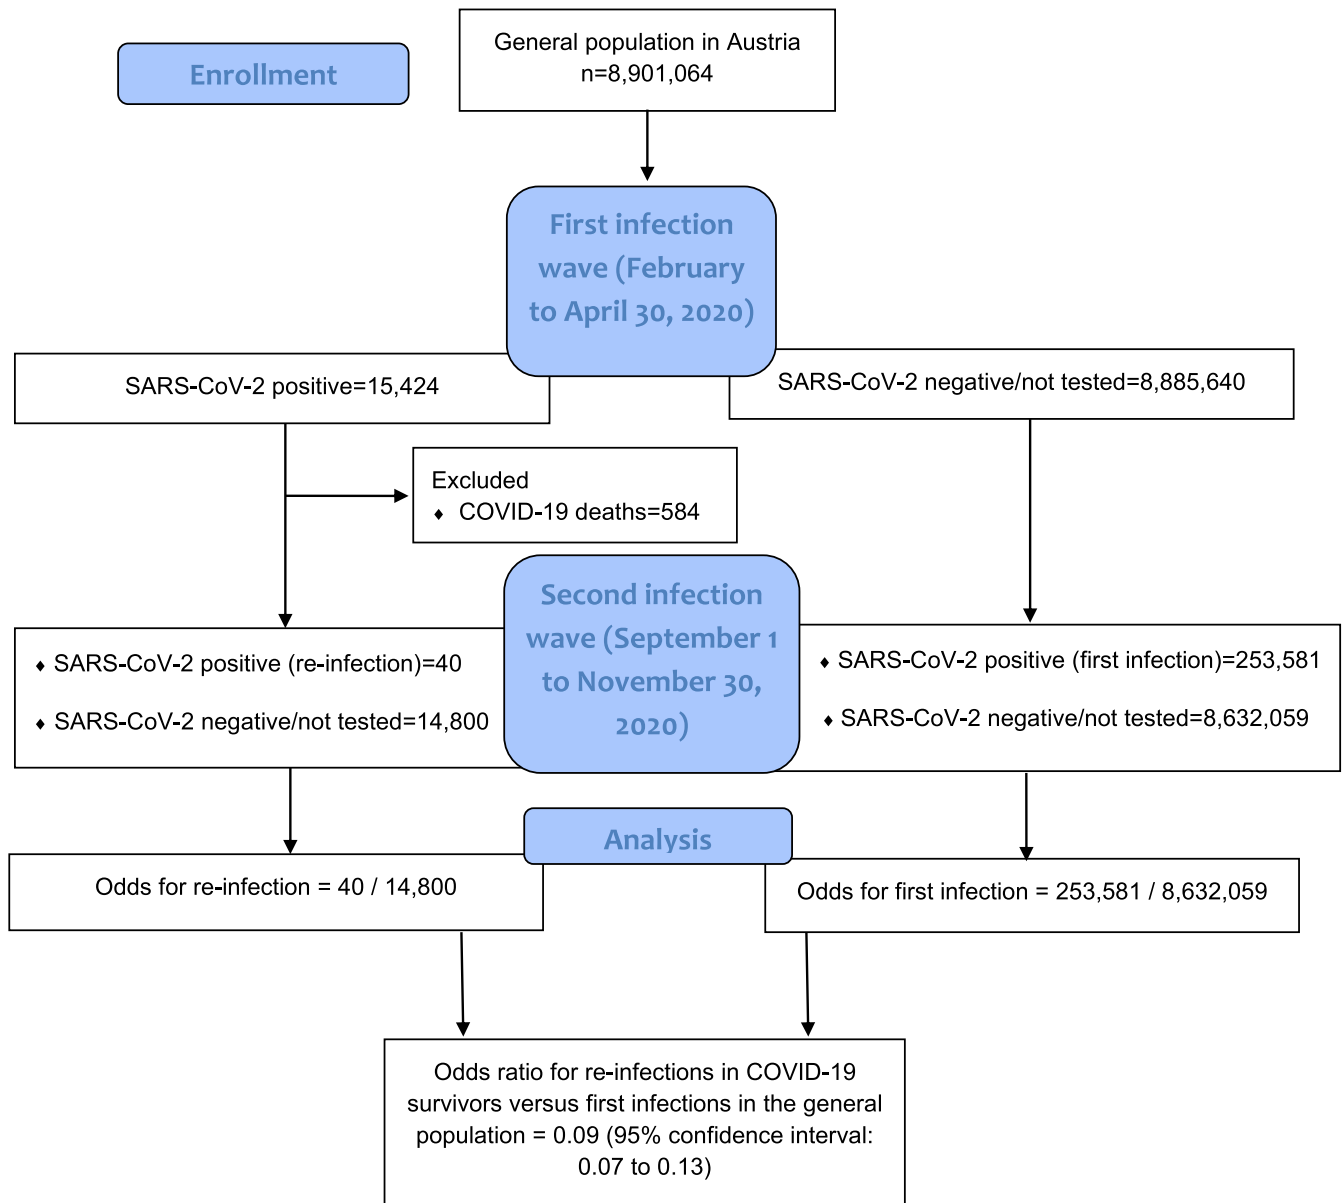 Enrollment
General population in Austria
n=8,901,064
First infection
wave (February
to April 30, 2020)
SARS-CoV-2 positive=15,424
SARS-CoV-2 negative/not tested=8,885,640
Excluded
♦ COVID-19 deaths=584
Second infection
wave (September 1
to November 30,
2020)
♦ SARS-CoV-2 positive (re-infection)=40
♦ SARS-CoV-2 negative/not tested=14,800
♦ SARS-CoV-2 positive (first infection)=253,581
♦ SARS-CoV-2 negative/not tested=8,632,059
Analysis
Odds for re-infection = 40 / 14,800
Odds for first infection = 253,581 / 8,632,059
Odds ratio for re-infections in COVID-19
survivors versus first infections in the general
population = 0.09 (95% confidence interval:
0.07 to 0.13)